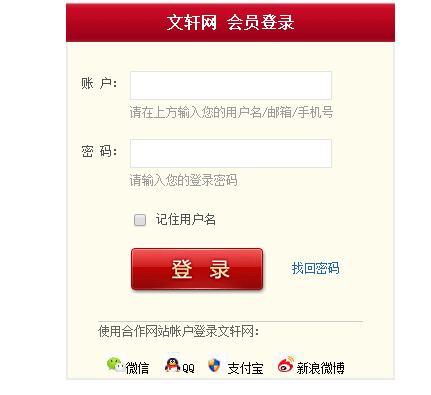 文轩网 会员登录
账 户：
请在上方输入您的用户名/邮箱/手机号
密 码：
请输入您的登录密码
记住用户名
登 录 找回密码
使用合作网站帐户登录文轩网：
微信 QQ 支付宝 新浪微博